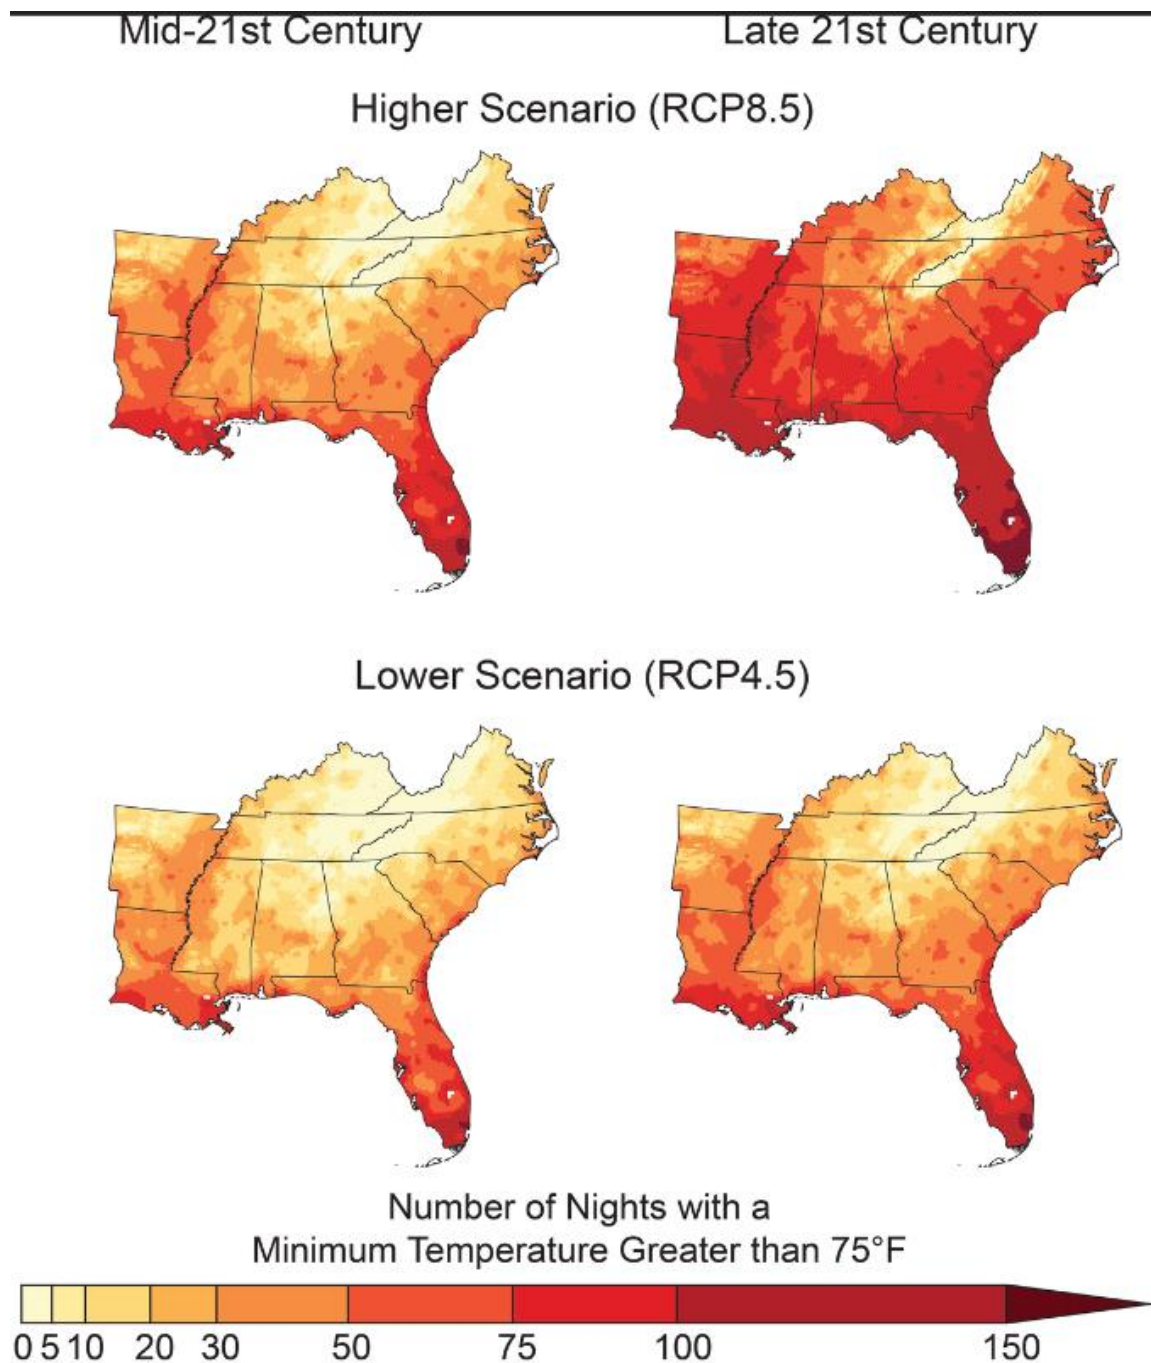 Mid-21st Century
Late 21st Century
Higher Scenario (RCP8.5)
Lower Scenario (RCP4.5)
Number of Nights with a
Minimum Temperature Greater than 75°F
0 5 10 20 30 50 75 100 150